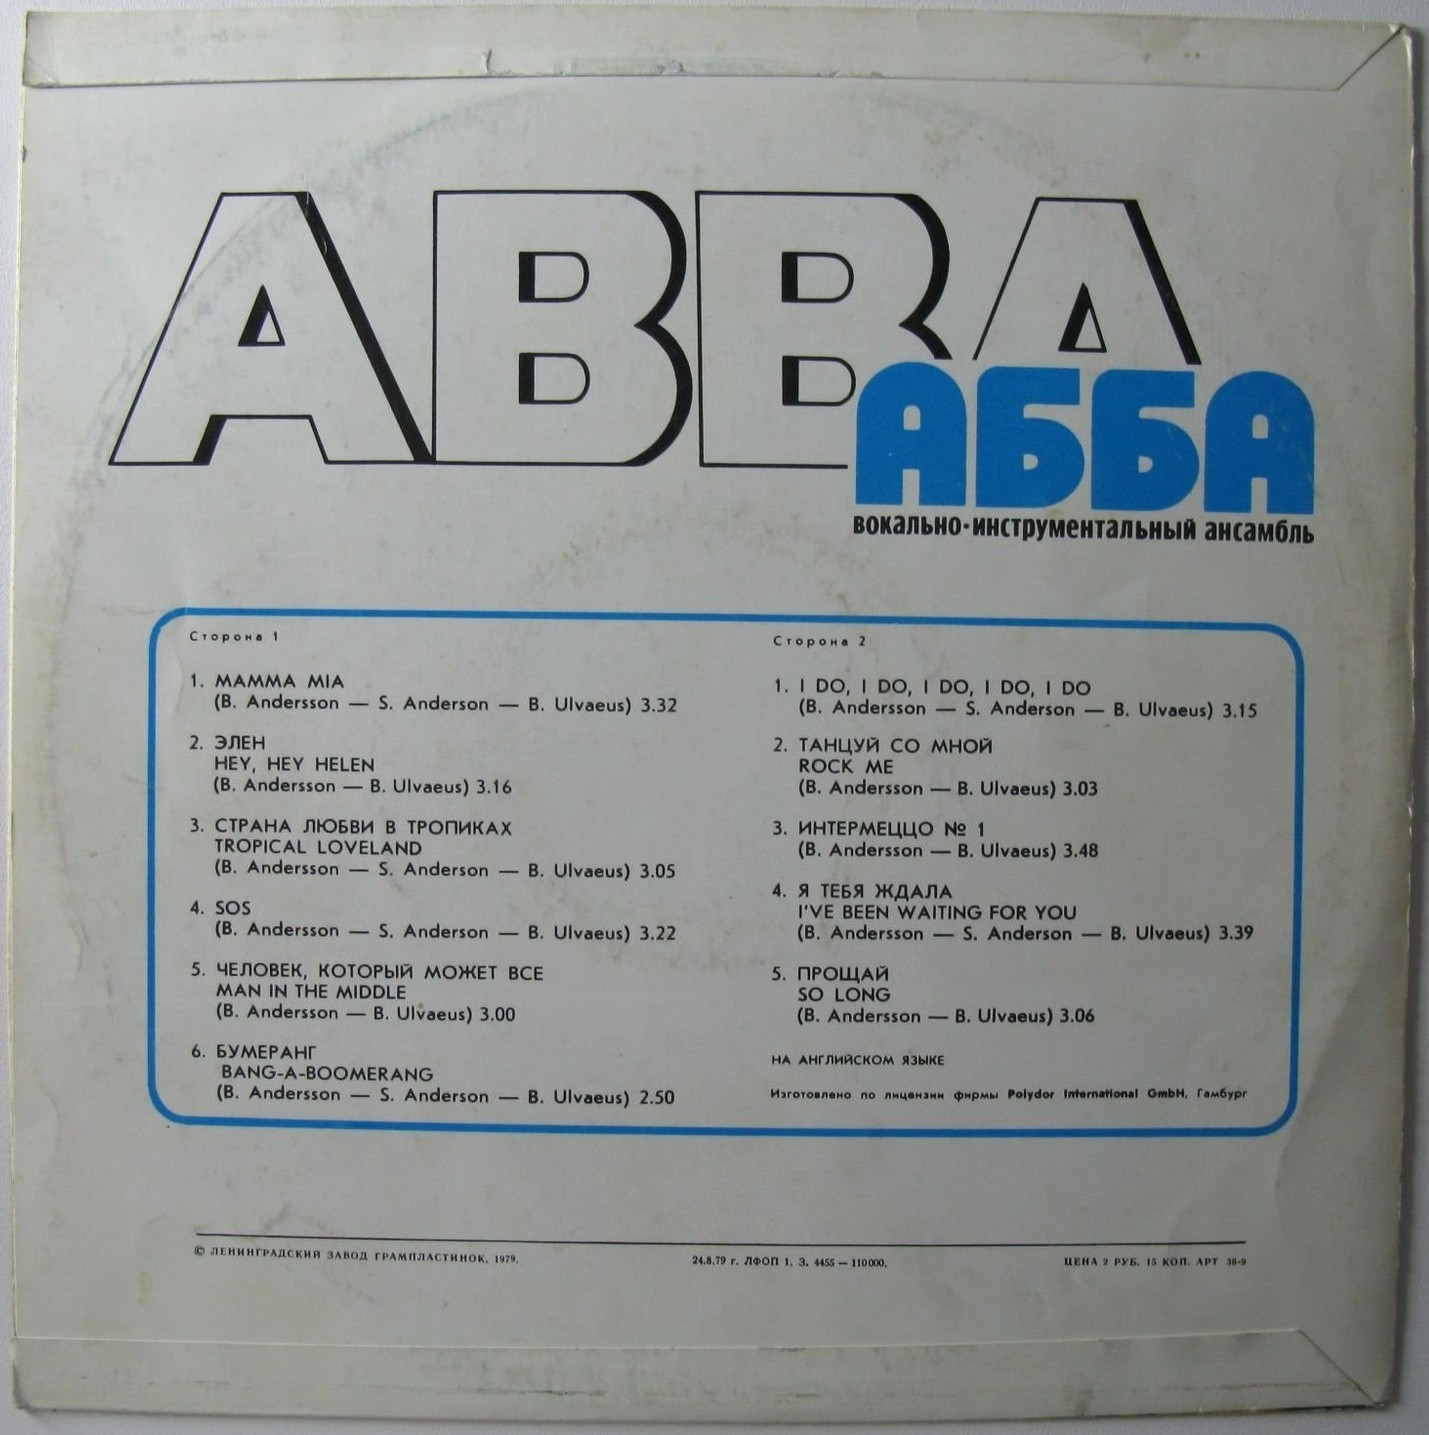 ABBA
АББА
вокально-инструментальный ансамбль
Сторона 1
1. MAMMA MIA
(B. Andersson — S. Anderson — B. Ulvaeus) 3.32
2. ЭЛЕН
HEY, HEY HELEN
(B. Andersson — B. Ulvaeus) 3.16
3. СТРАНА ЛЮБВИ В ТРОПИКАХ
TROPICAL LOVELAND
(B. Andersson — S. Anderson — B. Ulvaeus) 3.05
4. SOS
(B. Andersson — S. Anderson — B. Ulvaeus) 3.22
5. ЧЕЛОВЕК, КОТОРЫЙ МОЖЕТ ВСЕ
MAN IN THE MIDDLE
(B. Andersson — B. Ulvaeus) 3.00
6. БУМЕРАНГ
BANG-A-BOOMERANG
(B. Andersson — S. Anderson — B. Ulvaeus) 2.50
Сторона 2
1. I DO, I DO, I DO, I DO, I DO
(B. Andersson — S. Anderson — B. Ulvaeus) 3.15
2. ТАНЦУЙ СО МНОЙ
ROCK ME
(B. Andersson — B. Ulvaeus) 3.03
3. ИНТЕРМЕЦЦО № 1
(B. Andersson — B. Ulvaeus) 3.48
4. Я ТЕБЯ ЖДАЛА
I'VE BEEN WAITING FOR YOU
(B. Andersson — S. Anderson — B. Ulvaeus) 3.39
5. ПРОЩАЙ
SO LONG
(B. Andersson — B. Ulvaeus) 3.06
НА АНГЛИЙСКОМ ЯЗЫКЕ
Изготовлено по лицензии фирмы Polydor International GmbH, Гамбург
© ЛЕНИНГРАДСКИЙ ЗАВОД ГРАМПЛАСТИНОК, 1979.
24.8.79 г. ЛФОП 1. З. 4455 — 110000.
ЦЕНА 2 РУБ. 15 КОП. АРТ 36-9